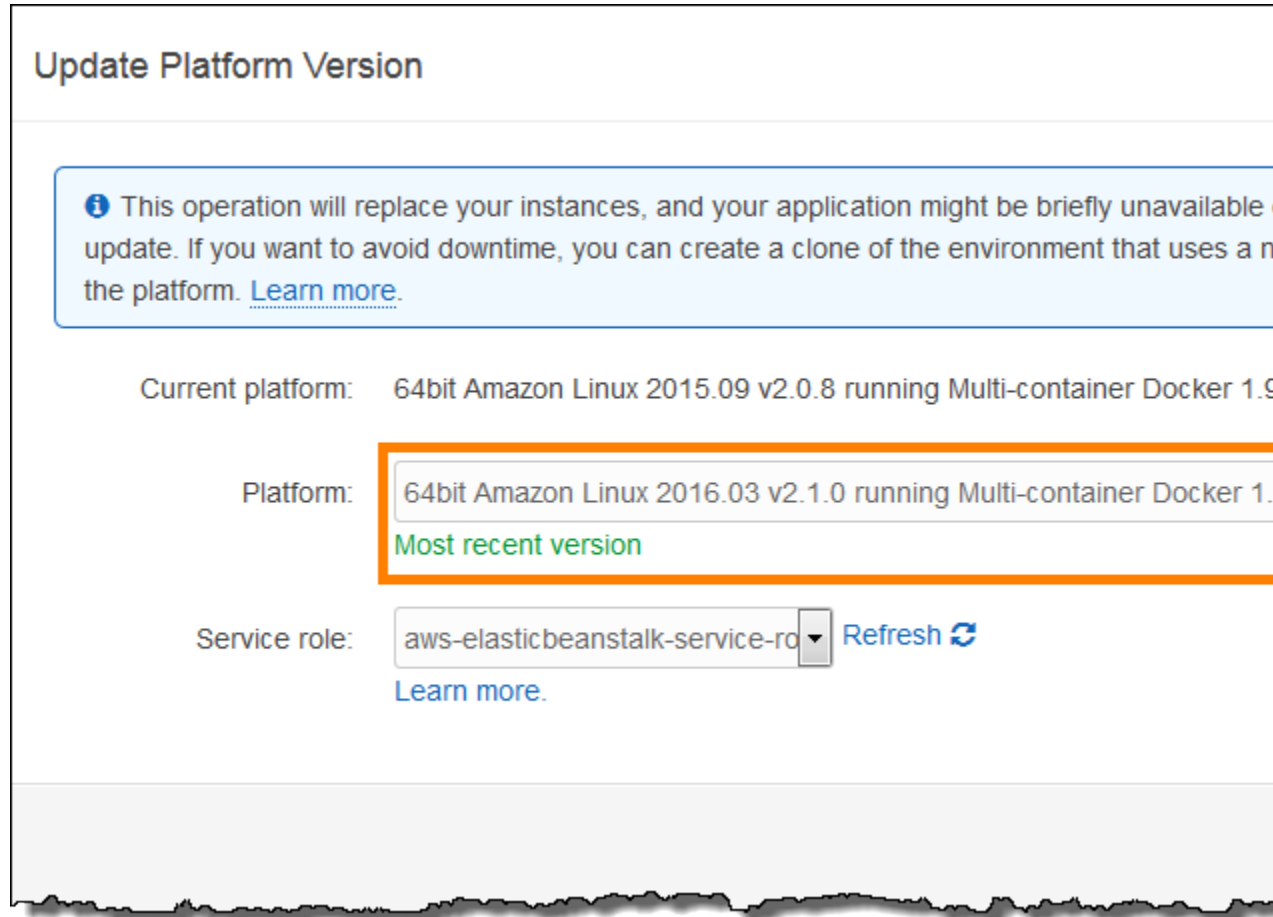 Update Platform Version
This operation will replace your instances, and your application might be briefly unavailable
update. If you want to avoid downtime, you can create a clone of the environment that uses a
the platform. Learn more.
Current platform: 64bit Amazon Linux 2015.09 v2.0.8 running Multi-container Docker 1.9
Platform: 64bit Amazon Linux 2016.03 v2.1.0 running Multi-container Docker 1.
Most recent version
Service role: aws-elasticbeanstalk-service-ro Refresh
Learn more.